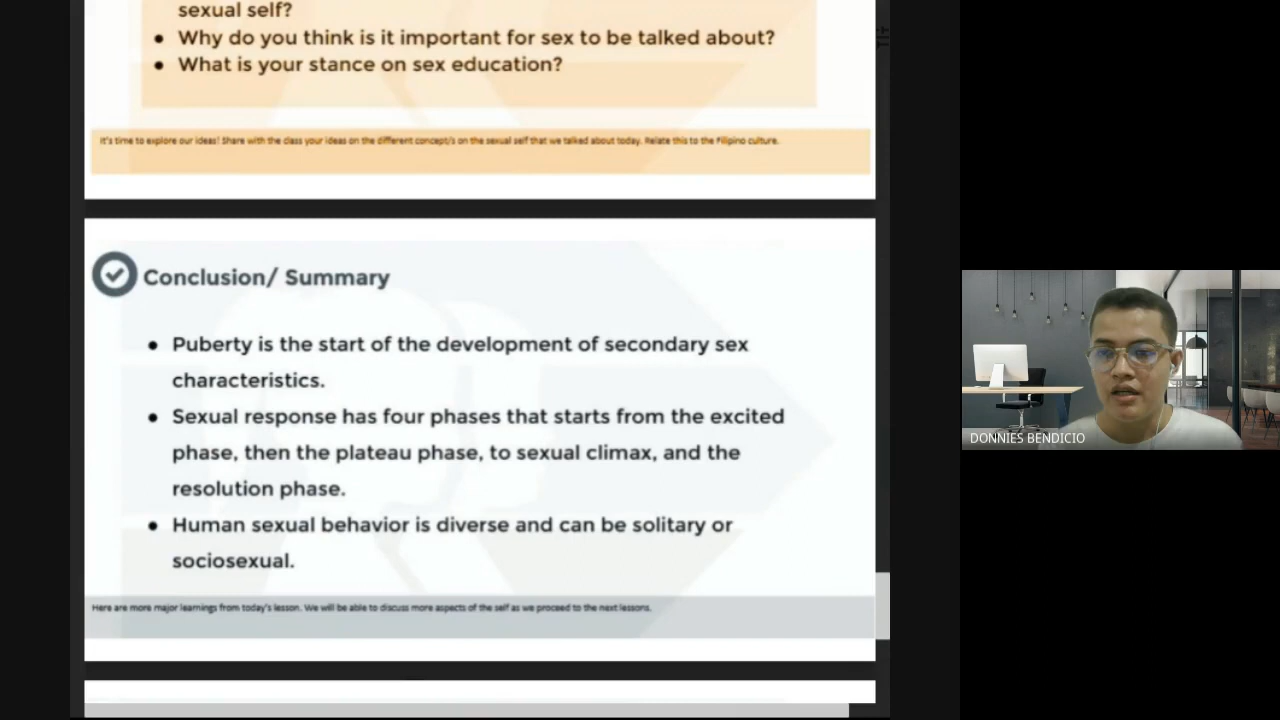 sexual self?
● Why do you think is it important for sex to be talked about?
● What is your stance on sex education?
It's time to explore our ideas! Share with the class your ideas on the different concept/s on the sexual self that we talked about today. Relate this to the Filipino culture.
Conclusion/ Summary
● Puberty is the start of the development of secondary sex
characteristics.
● Sexual response has four phases that starts from the excited
phase, then the plateau phase, to sexual climax, and the
resolution phase.
● Human sexual behavior is diverse and can be solitary or
sociosexual.
Here are more major learnings from today's lesson. We will be able to discuss more aspects of the self as we proceed to the next lessons.
DONNIES BENDICIO